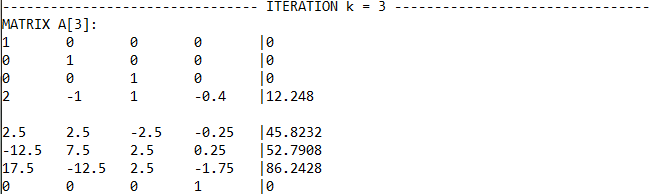 -------------------------------- ITERATION k = 3 --------------------------------
MATRIX A[3]:
1 0 0 0 |0
0 1 0 0 |0
0 0 1 0 |0
2 -1 1 -0.4 |12.248
2.5 2.5 -2.5 -0.25 |45.8232
-12.5 7.5 2.5 0.25 |52.7908
17.5 -12.5 2.5 -1.75 |86.2428
0 0 0 1 |0